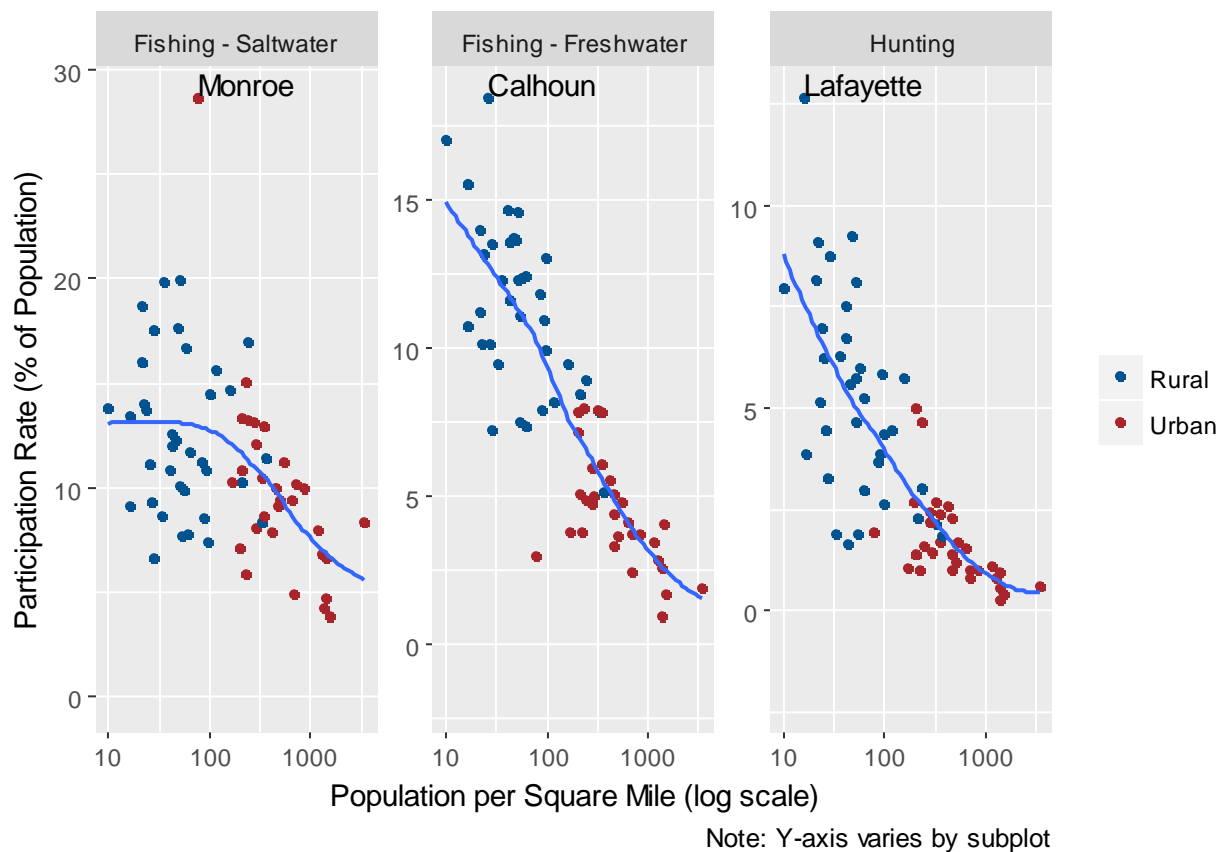 Fishing - Saltwater
Fishing - Freshwater
Hunting
Monroe
Calhoun
Lafayette
Participation Rate (% of Population)
30
20
10
0
15
10
5
0
10
5
0
10
100
1000
10
100
1000
10
100
1000
Rural
Urban
Population per Square Mile (log scale)
Note: Y-axis varies by subplot